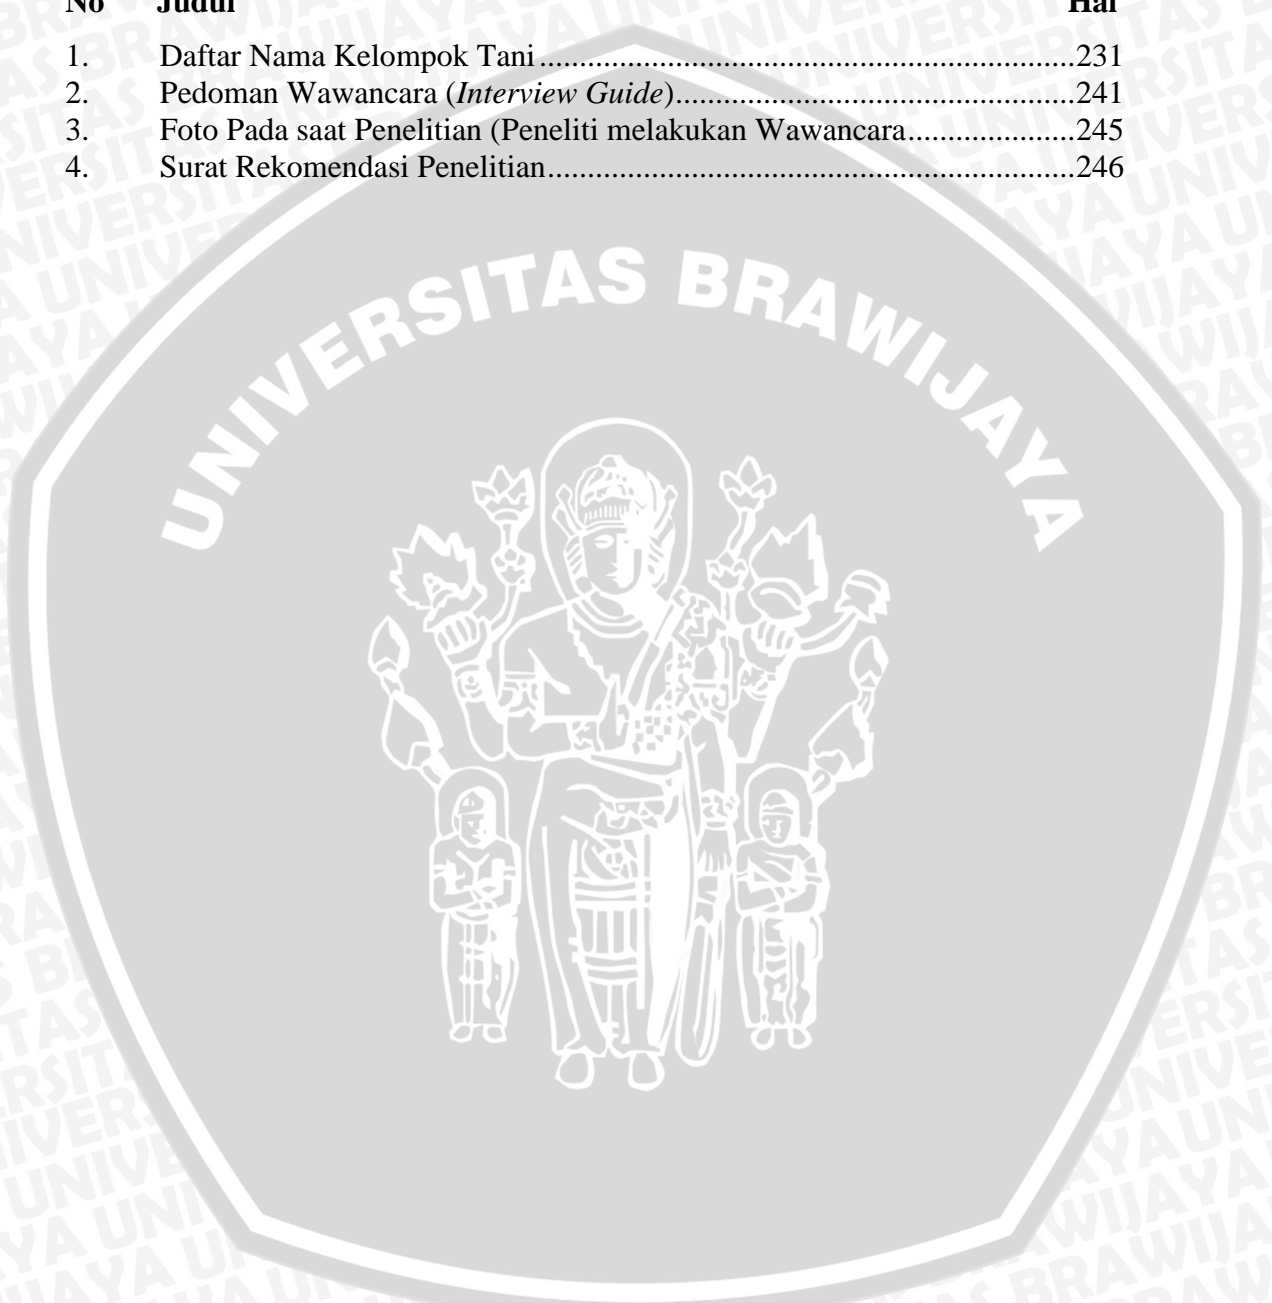 No Judul Hal
1. Daftar Nama Kelompok Tani.....................................................................231
2. Pedoman Wawancara (Interview Guide)...................................................241
3. Foto Pada saat Penelitian (Peneliti melakukan Wawancara.....................245
4. Surat Rekomendasi Penelitian...................................................................246
UNIVERSITAS BRAWIJAYA